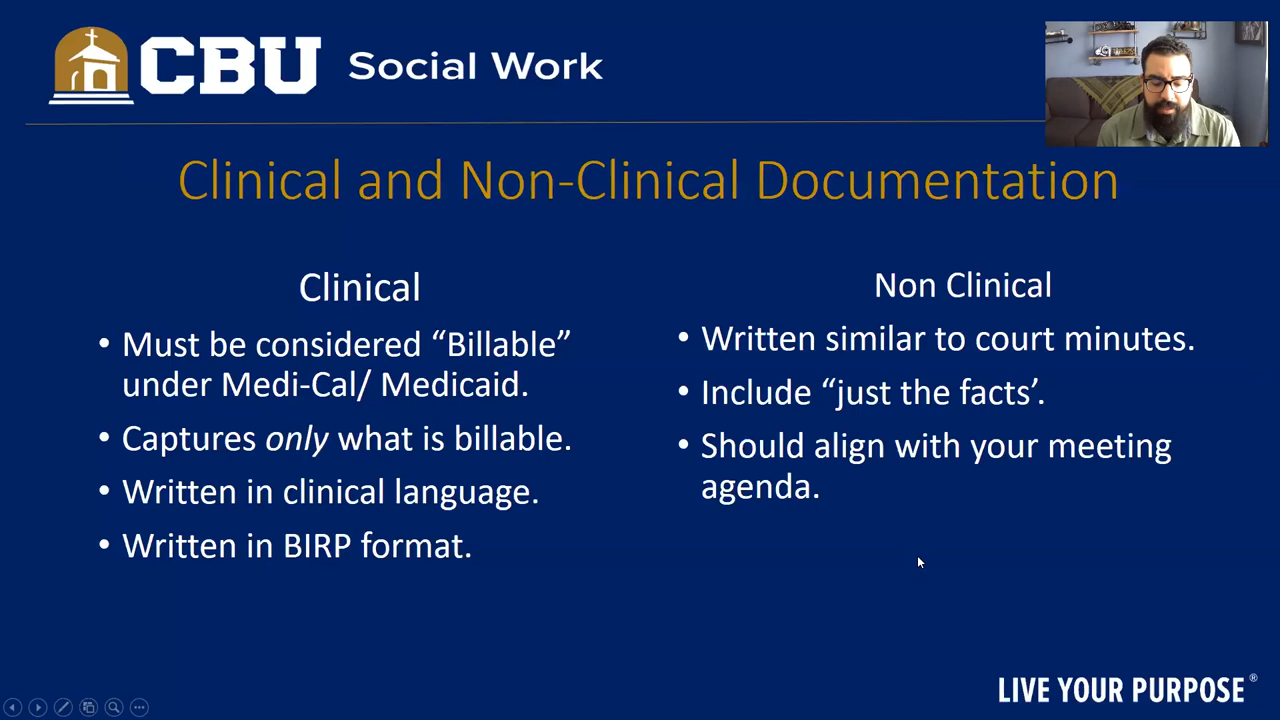 CBU Social Work
Clinical and Non-Clinical Documentation
Clinical
• Must be considered “Billable”
under Medi-Cal/ Medicaid.
• Captures only what is billable.
• Written in clinical language.
• Written in BIRP format.
Non Clinical
• Written similar to court minutes.
• Include “just the facts’.
• Should align with your meeting
agenda.
LIVE YOUR PURPOSE®